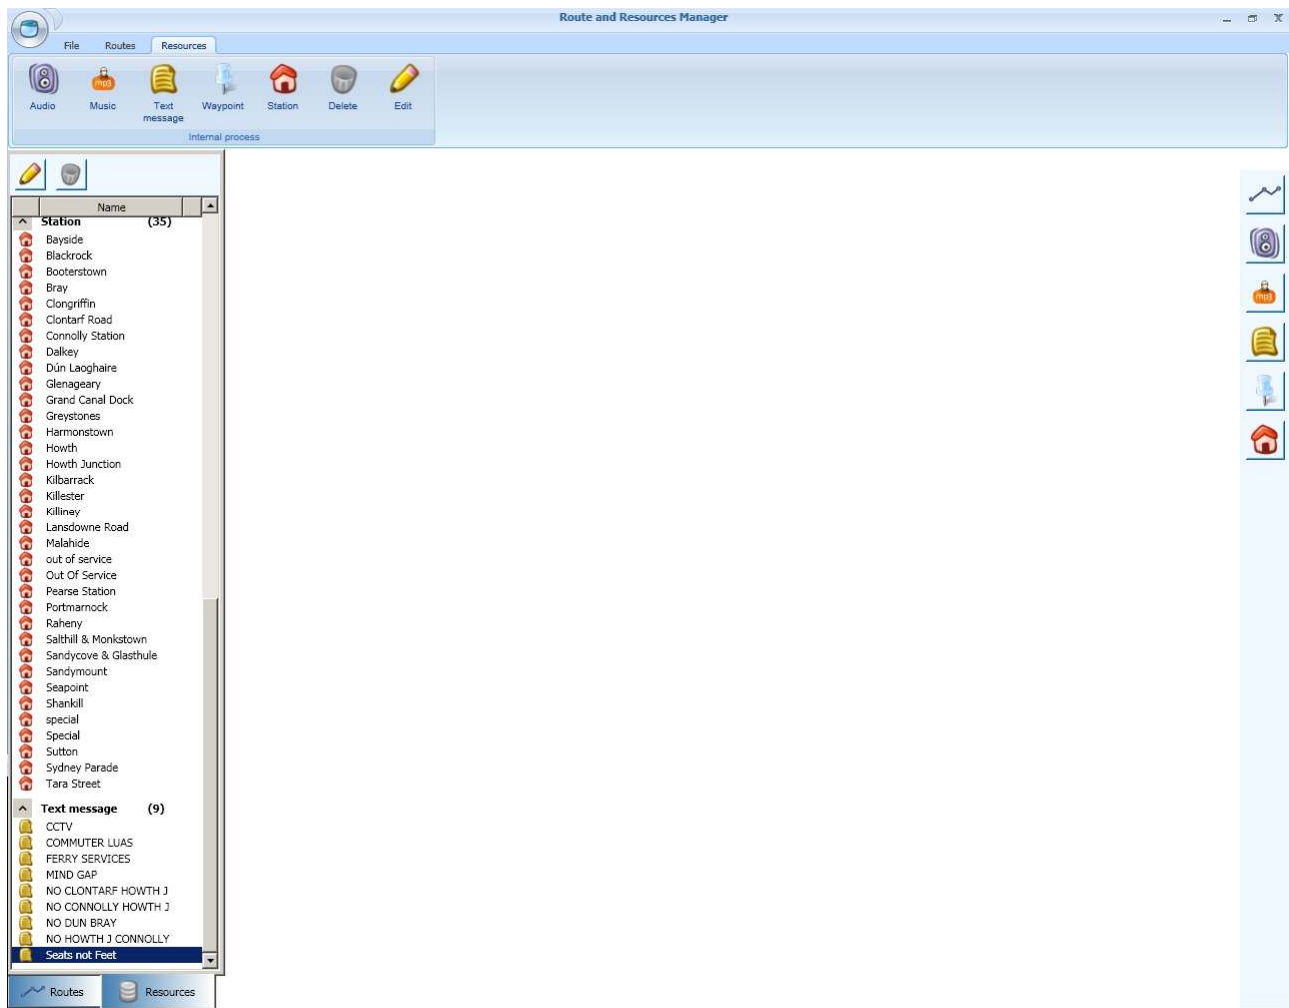 Route and Resources Manager
File Routes Resources
Audio Music Text message Waypoint Station Delete Edit
Internal process
Name
Station (35)
Bayside
Blackrock
Booterstown
Bray
Clongriffin
Clontarf Road
Connolly Station
Dalkey
Dún Laoghaire
Glenageary
Grand Canal Dock
Greystones
Harmonstown
Howth
Howth Junction
Kilbarrack
Killester
Killiney
Lansdowne Road
Malahide
out of service
Out Of Service
Pearse Station
Portmarnock
Raheny
Salthill & Monkstown
Sandycove & Glasthule
Sandymount
Seapoint
Shankill
special
Special
Sutton
Sydney Parade
Tara Street
Text message (9)
CCTV
COMMUTER LUAS
FERRY SERVICES
MIND GAP
NO CLONTARF HOWTH J
NO CONNOLLY HOWTH J
NO DUN BRAY
NO HOWTH J CONNOLLY
Seats not Feet
Routes Resources
mp3
mp3